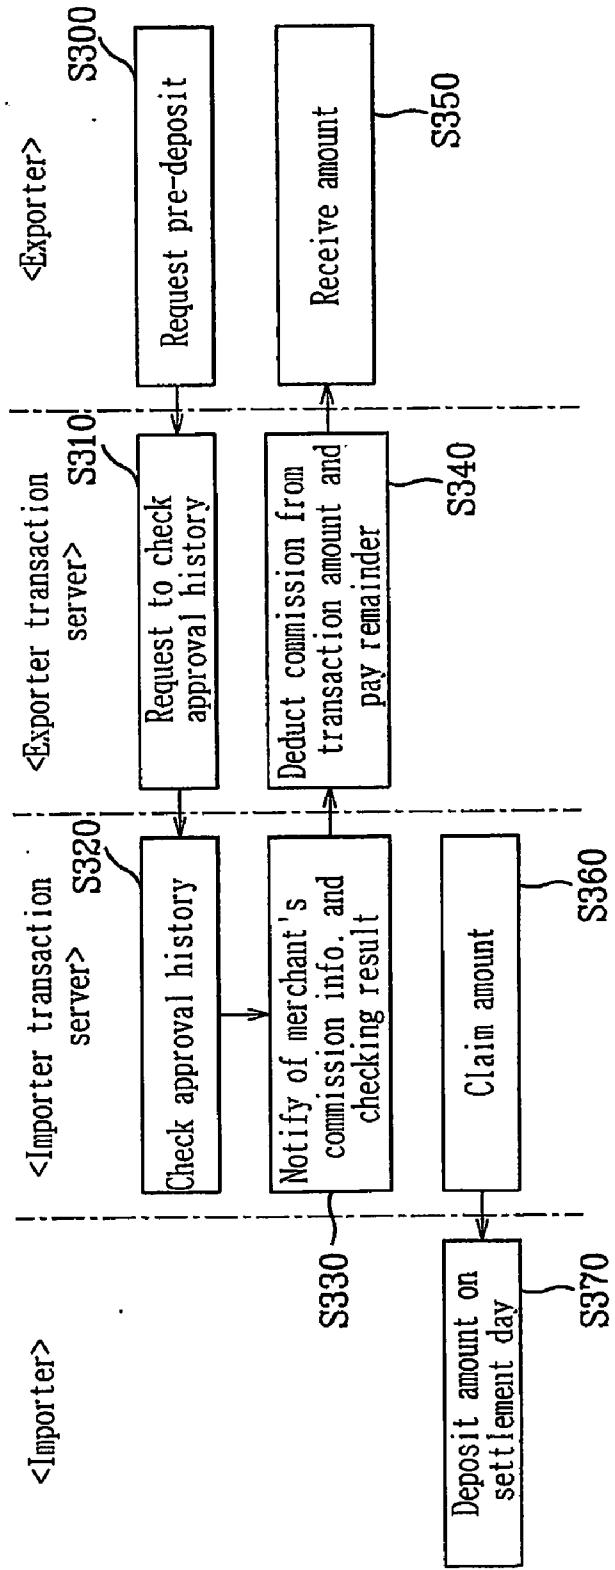 <Importer>
<Importer transaction
server>
<Exporter transaction
server>
<Exporter>
S300
Request pre-deposit
S310
Request to check
approval history
S320
Check approval history
S330
Notify of merchant's
commission info. and
checking result
S340
Deduct commission from
transaction amount and
pay remainder
S350
Receive amount
S360
Claim amount
S370
Deposit amount on
settlement day